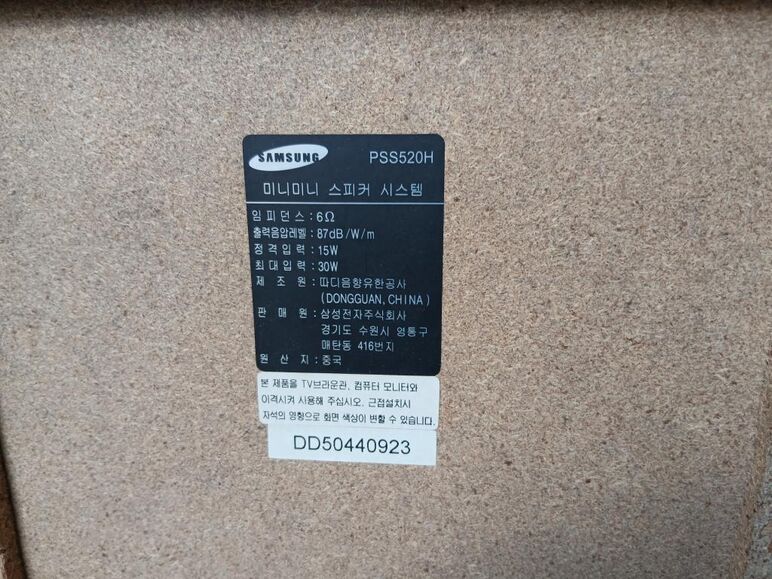 SAMSUNG PSS520H
미니미니 스피커 시스템
임피던스 : 6Ω
출력음압레벨 : 87dB/W/m
정격입력 : 15W
최대입력 : 30W
제조원 : 따디음향유한공사
(DONGGUAN, CHINA)
판매원 : 삼성전자주식회사
경기도 수원시 영통구
매탄동 416번지
원산지 : 중국
본 제품을 TV브라운관, 컴퓨터 모니터와
이격시켜 사용해 주십시오. 근접설치시
자석의 영향으로 화면 색상이 변할 수 있습니다.
DD50440923